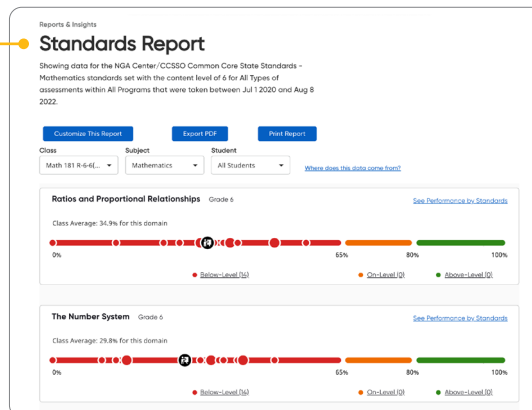 Reports & Insights
Standards Report
Showing data for the NGA Center/CCSSO Common Core State Standards -
Mathematics standards set with the content level of 6 for All Types of
assessments within All Programs that were taken between Jul 1 2020 and Aug 8
2022.
Customize This Report Export PDF Print Report
Class Subject Student
Math 181 R-6-6(... Mathematics All Students Where does this data come from?
Ratios and Proportional Relationships Grade 6 See Performance by Standards
Class Average: 34.9% for this domain
0% 65% 80% 100%
Below-Level (14) On-Level (0) Above-Level (0)
The Number System Grade 6 See Performance by Standards
Class Average: 29.8% for this domain
0% 65% 80% 100%
Below-Level (14) On-Level (0) Above-Level (0)